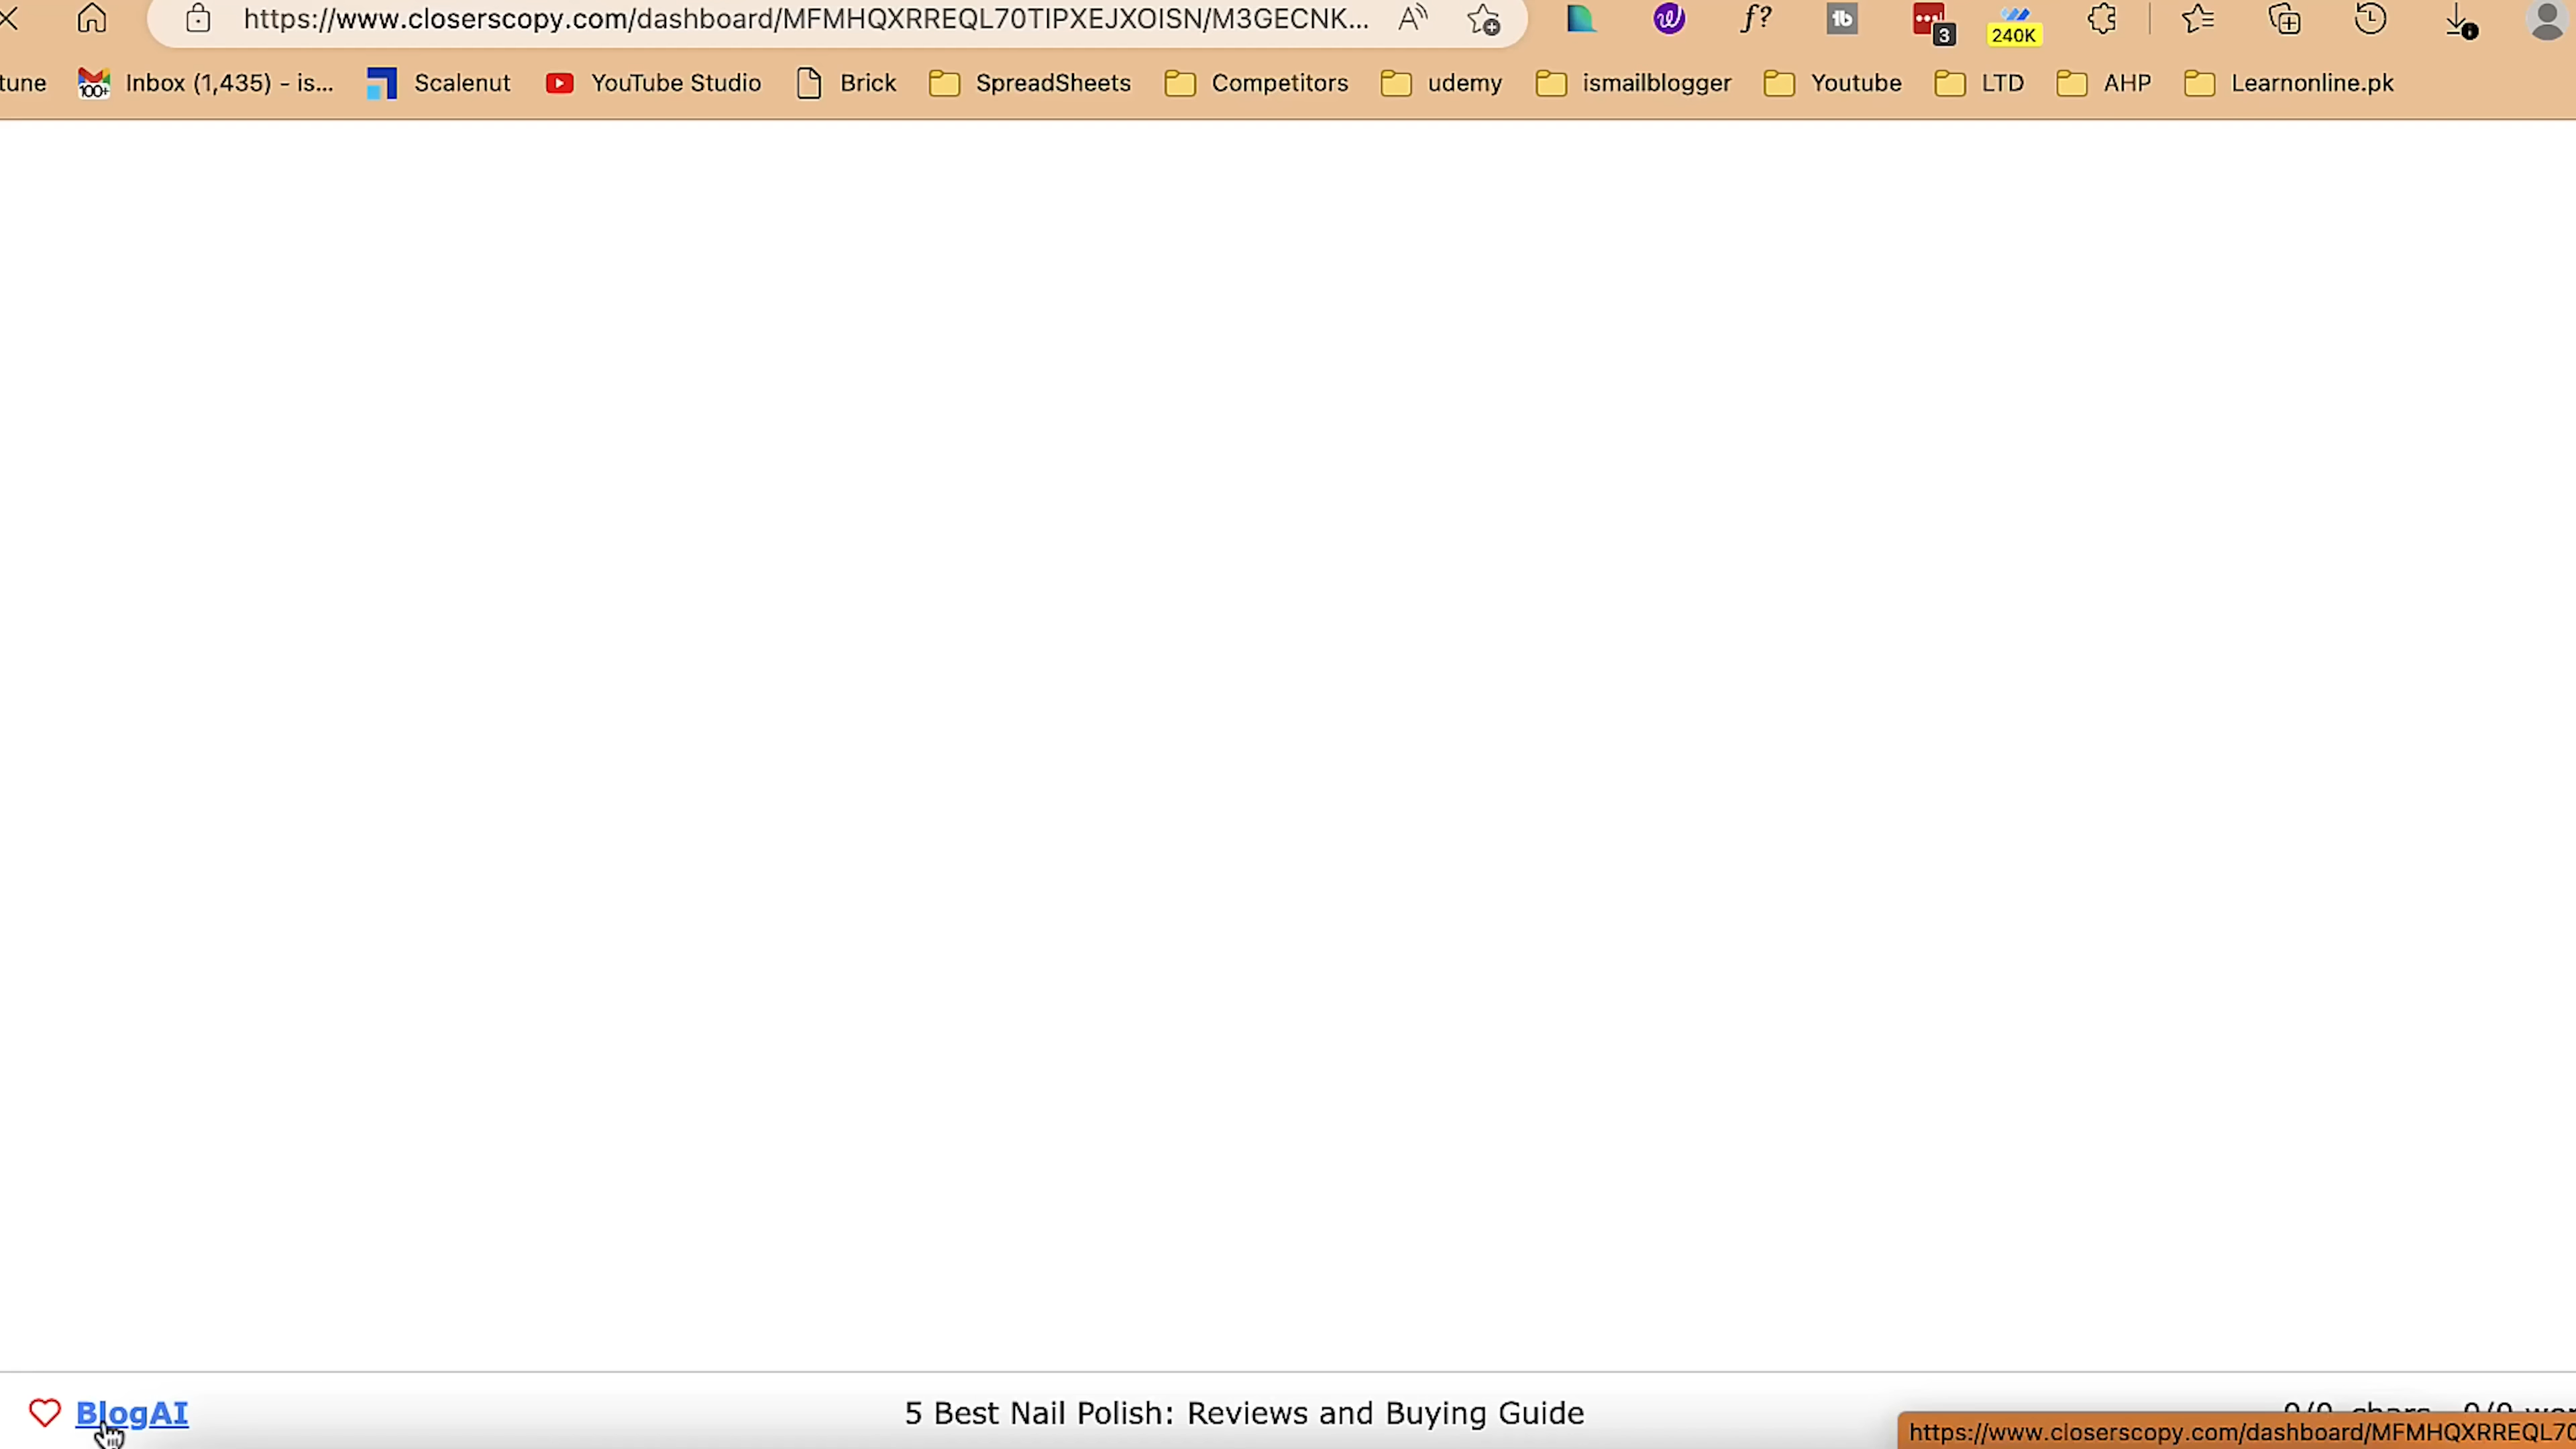 https://www.closerscopy.com/dashboard/MFMHQXRREQL70TIPXEJXOISN/M3GECNK...
A
f?
tb
3
240K
tune
100+
Inbox (1,435) - is...
Scalenut
YouTube Studio
Brick
SpreadSheets
Competitors
udemy
ismailblogger
Youtube
LTD
AHP
Learnonline.pk
BlogAI
5 Best Nail Polish: Reviews and Buying Guide
https://www.closerscopy.com/dashboard/MFMHQXRREQL70